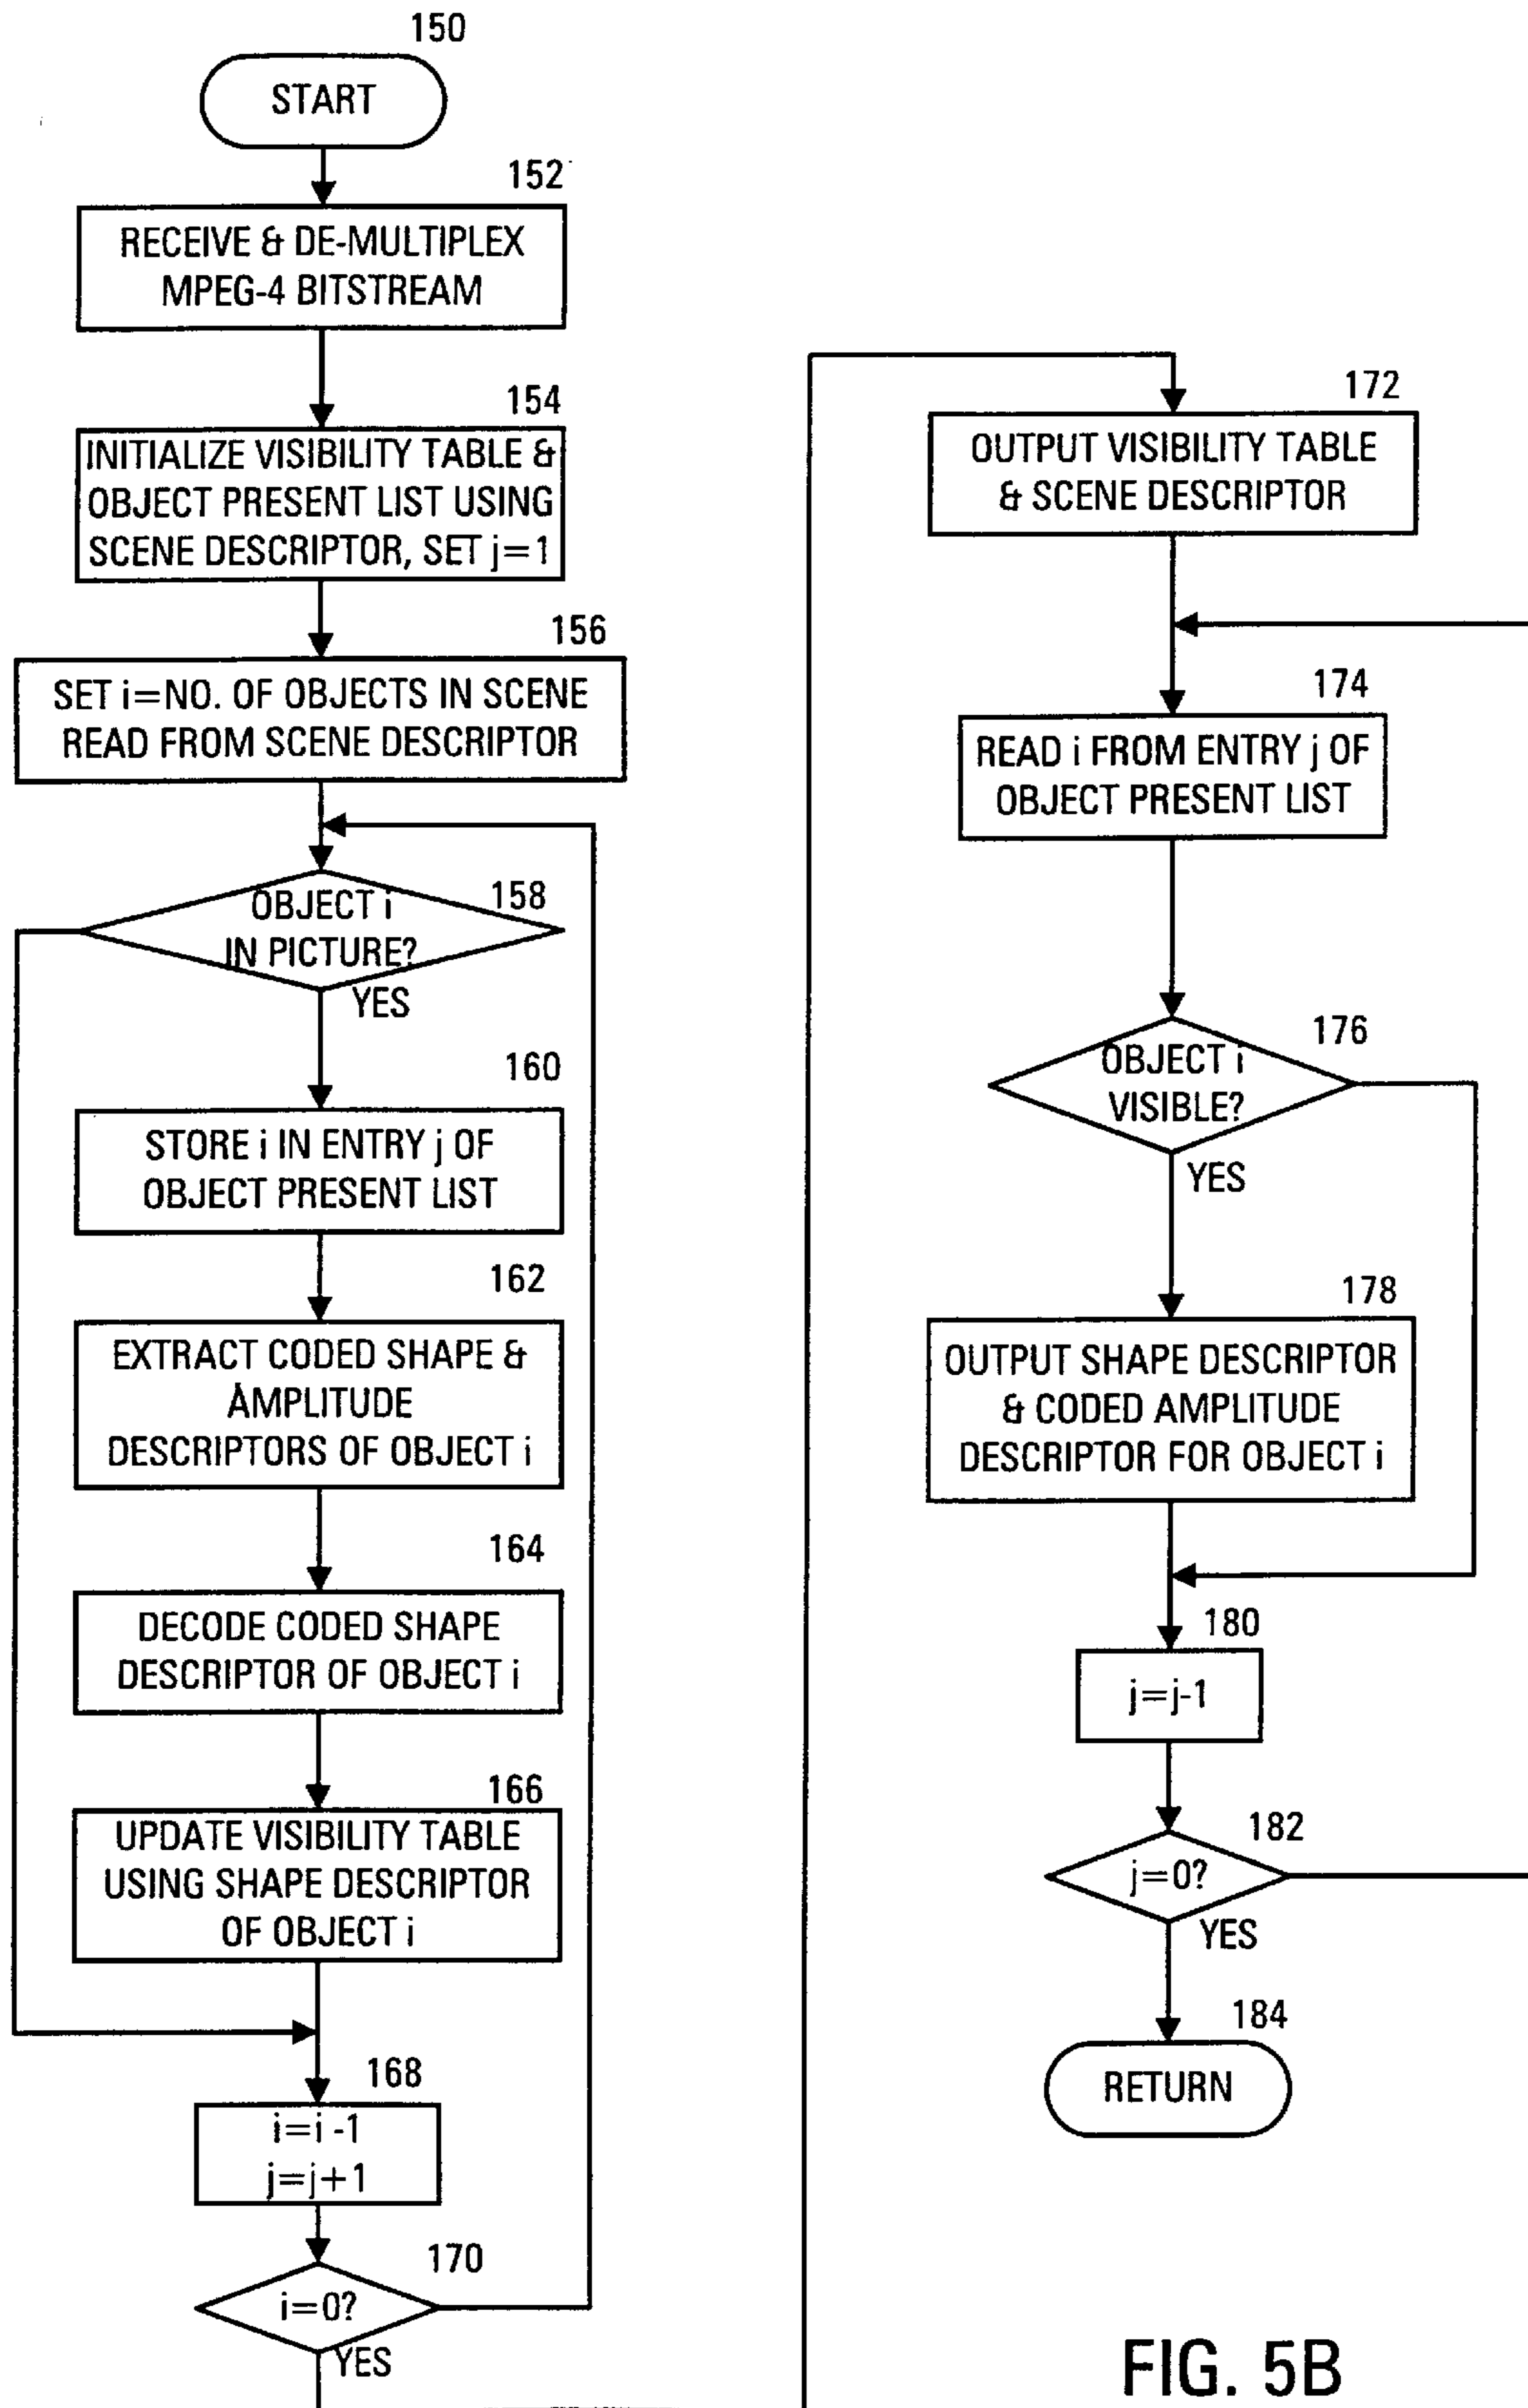 150
START
152
RECEIVE & DE-MULTIPLEX
MPEG-4 BITSTREAM
154
INITIALIZE VISIBILITY TABLE &
OBJECT PRESENT LIST USING
SCENE DESCRIPTOR, SET j=1
156
SET i=NO. OF OBJECTS IN SCENE
READ FROM SCENE DESCRIPTOR
158
OBJECT i
IN PICTURE?
YES
160
STORE i IN ENTRY j OF
OBJECT PRESENT LIST
162
EXTRACT CODED SHAPE &
AMPLITUDE
DESCRIPTORS OF OBJECT i
164
DECODE CODED SHAPE
DESCRIPTOR OF OBJECT i
166
UPDATE VISIBILITY TABLE
USING SHAPE DESCRIPTOR
OF OBJECT i
168
i=i-1
j=j+1
170
i=0?
YES
172
OUTPUT VISIBILITY TABLE
& SCENE DESCRIPTOR
174
READ i FROM ENTRY j OF
OBJECT PRESENT LIST
176
OBJECT i
VISIBLE?
YES
178
OUTPUT SHAPE DESCRIPTOR
& CODED AMPLITUDE
DESCRIPTOR FOR OBJECT i
180
j=j-1
182
j=0?
YES
184
RETURN
FIG. 5B